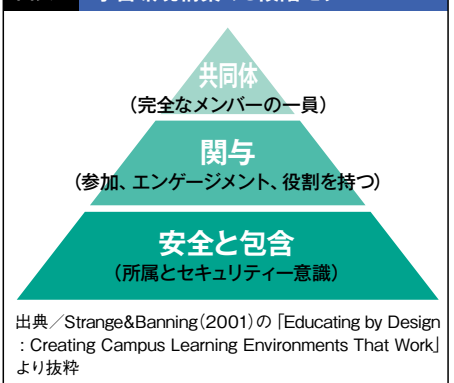 共同体
(完全なメンバーの一員)
関与
(参加、エンゲージメント、役割を持つ)
安全と包含
(所属とセキュリティー意識)
出典／Strange&Banning(2001)の「Educating by Design
：Creating Campus Learning Environments That Work」
より抜粋